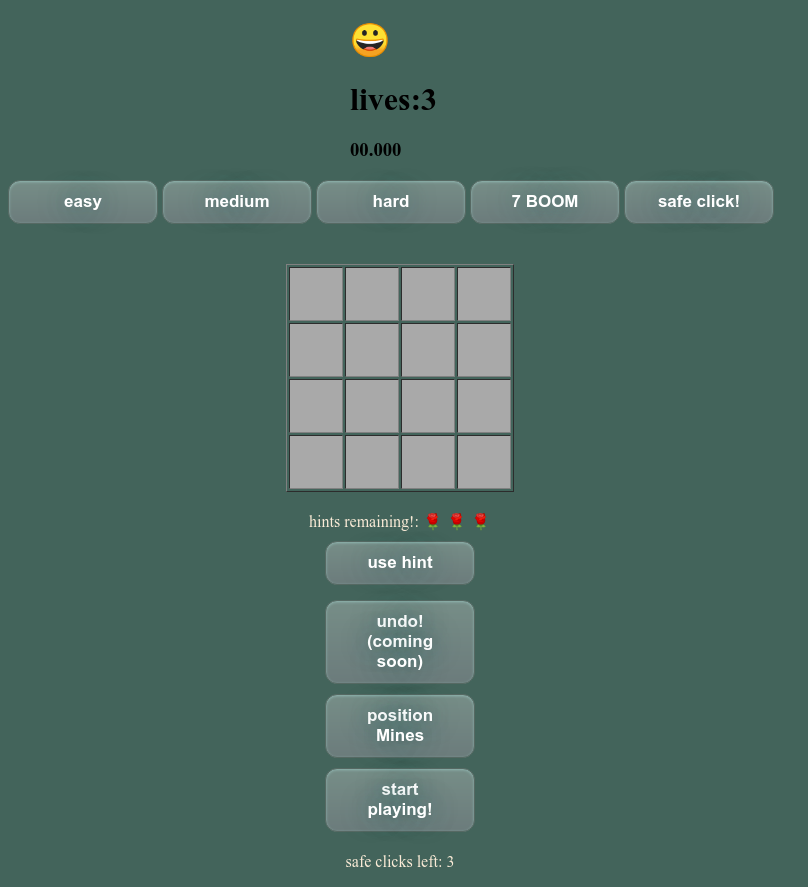 lives:3
00.000
easy medium hard 7 BOOM safe click!
hints remaining!: 🌹 🌹 🌹
use hint
undo!
(coming
soon)
position
Mines
start
playing!
safe clicks left: 3